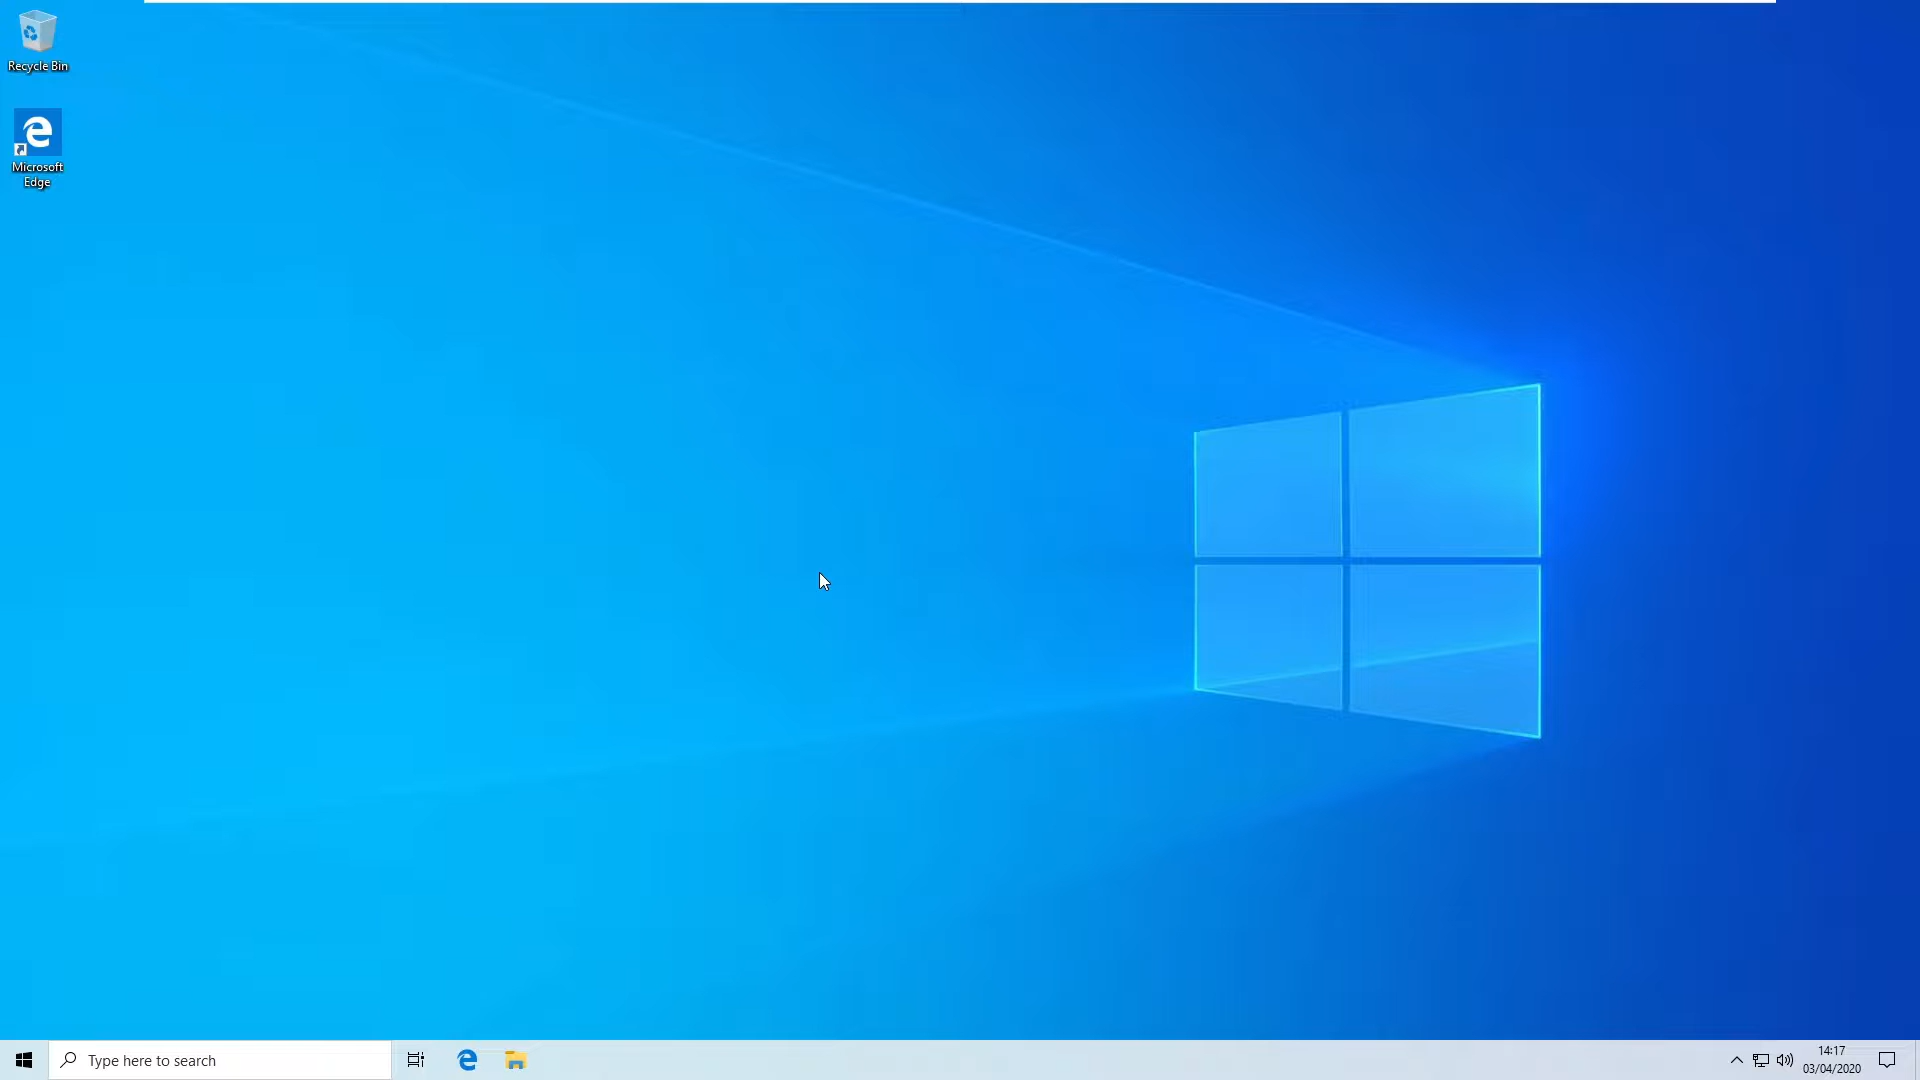 Recycle Bin
Microsoft
Edge
Type here to search
14:17
03/04/2020